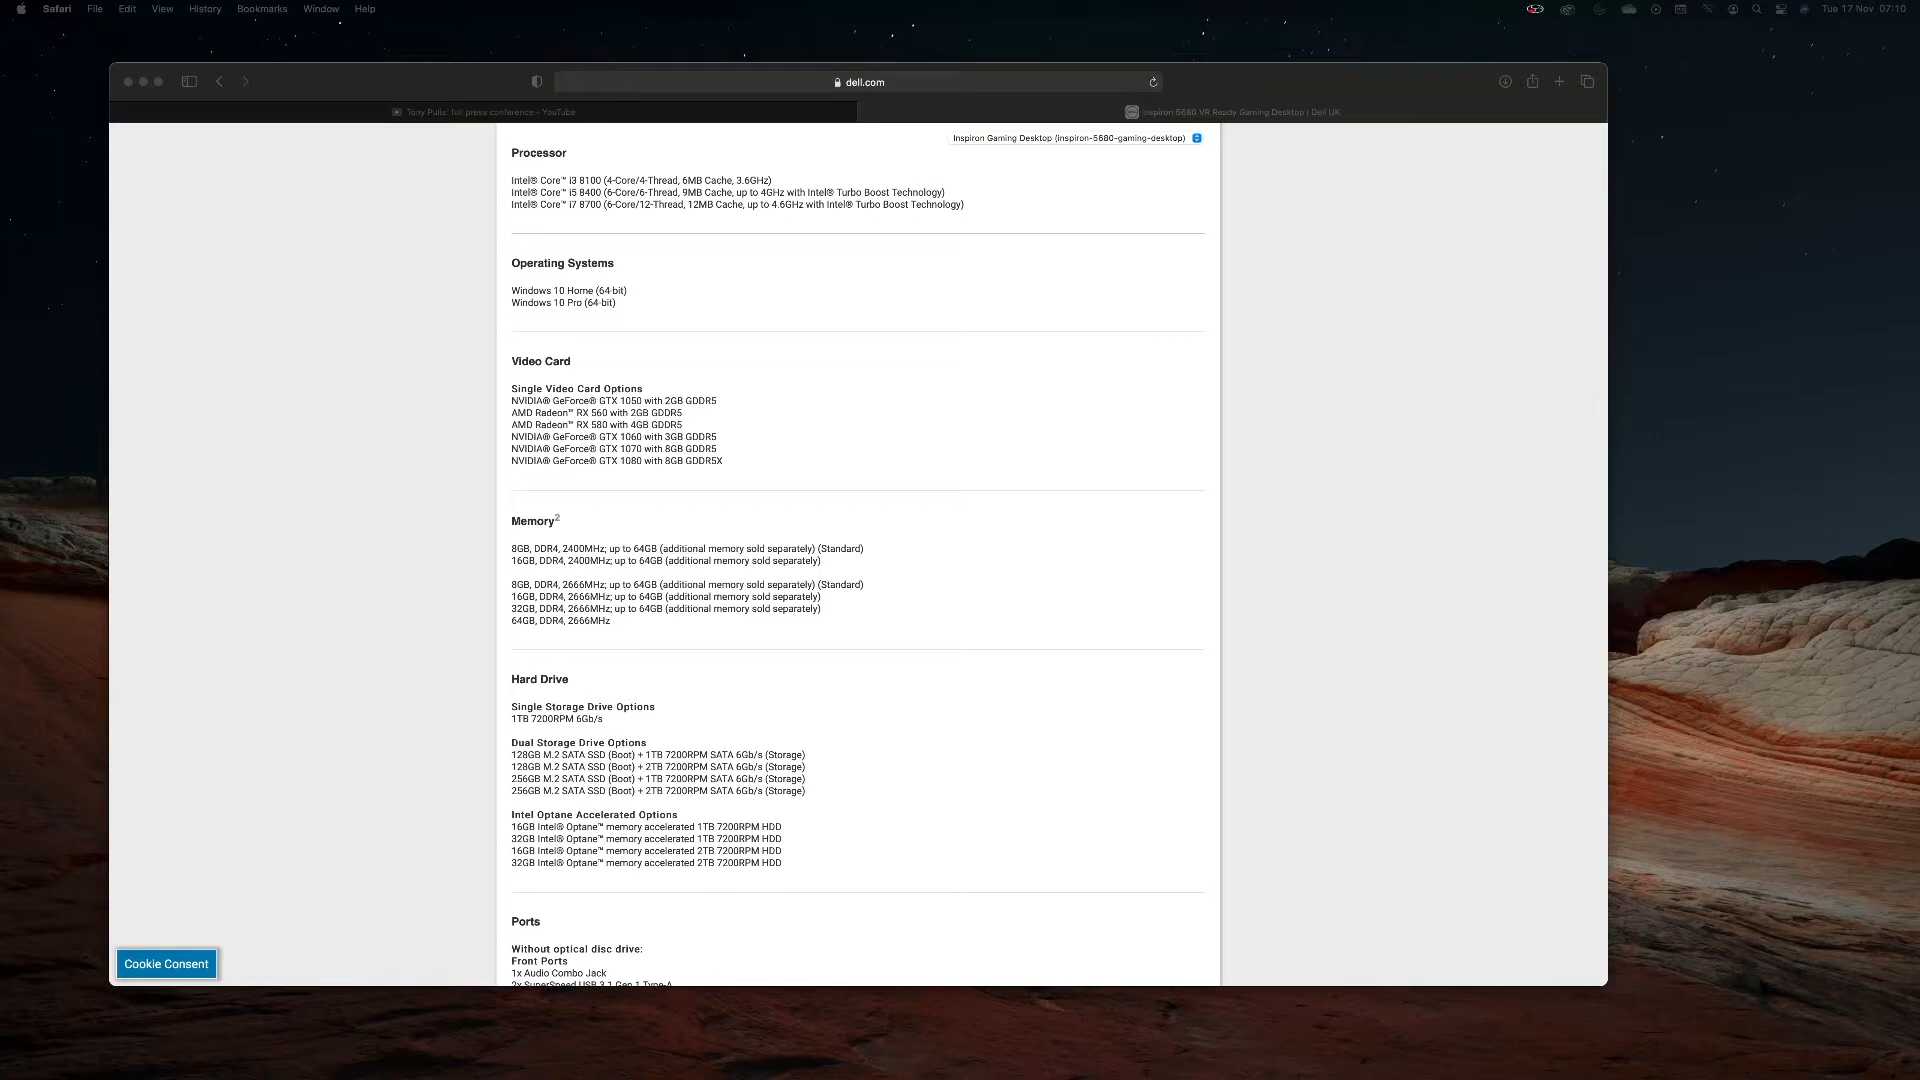 Safari File Edit View History Bookmarks Window Help
Tue 17 Nov 07:10
dell.com
Tony Pulis' full press conference - YouTube
Inspiron 5680 VR Ready Gaming Desktop | Dell UK
Inspiron Gaming Desktop (inspiron-5680-gaming-desktop)
Processor
Intel® Core™ i3 8100 (4-Core/4-Thread, 6MB Cache, 3.6GHz)
Intel® Core™ i5 8400 (6-Core/6-Thread, 9MB Cache, up to 4GHz with Intel® Turbo Boost Technology)
Intel® Core™ i7 8700 (6-Core/12-Thread, 12MB Cache, up to 4.6GHz with Intel® Turbo Boost Technology)
Operating Systems
Windows 10 Home (64-bit)
Windows 10 Pro (64-bit)
Video Card
Single Video Card Options
NVIDIA® GeForce® GTX 1050 with 2GB GDDR5
AMD Radeon™ RX 560 with 2GB GDDR5
AMD Radeon™ RX 580 with 4GB GDDR5
NVIDIA® GeForce® GTX 1060 with 3GB GDDR5
NVIDIA® GeForce® GTX 1070 with 8GB GDDR5
NVIDIA® GeForce® GTX 1080 with 8GB GDDR5X
Memory2
8GB, DDR4, 2400MHz; up to 64GB (additional memory sold separately) (Standard)
16GB, DDR4, 2400MHz; up to 64GB (additional memory sold separately)
8GB, DDR4, 2666MHz; up to 64GB (additional memory sold separately) (Standard)
16GB, DDR4, 2666MHz; up to 64GB (additional memory sold separately)
32GB, DDR4, 2666MHz; up to 64GB (additional memory sold separately)
64GB, DDR4, 2666MHz
Hard Drive
Single Storage Drive Options
1TB 7200RPM 6Gb/s
Dual Storage Drive Options
128GB M.2 SATA SSD (Boot) + 1TB 7200RPM SATA 6Gb/s (Storage)
128GB M.2 SATA SSD (Boot) + 2TB 7200RPM SATA 6Gb/s (Storage)
256GB M.2 SATA SSD (Boot) + 1TB 7200RPM SATA 6Gb/s (Storage)
256GB M.2 SATA SSD (Boot) + 2TB 7200RPM SATA 6Gb/s (Storage)
Intel Optane Accelerated Options
16GB Intel® Optane™ memory accelerated 1TB 7200RPM HDD
32GB Intel® Optane™ memory accelerated 1TB 7200RPM HDD
16GB Intel® Optane™ memory accelerated 2TB 7200RPM HDD
32GB Intel® Optane™ memory accelerated 2TB 7200RPM HDD
Ports
Without optical disc drive:
Front Ports
1x Audio Combo Jack
2x SuperSpeed USB 3.1 Gen 1 Type-A
Cookie Consent